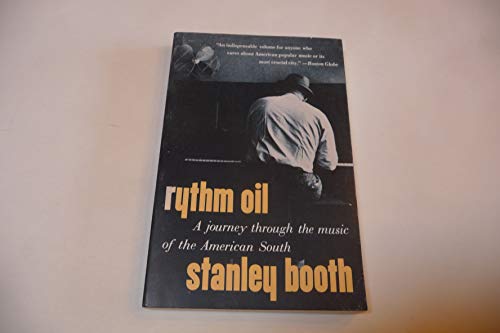 "An indispensable volume for anyone who
cares about American popular music or its
most crucial city." —Boston Globe
rythm oil
A journey through the music
of the American South
stanley booth